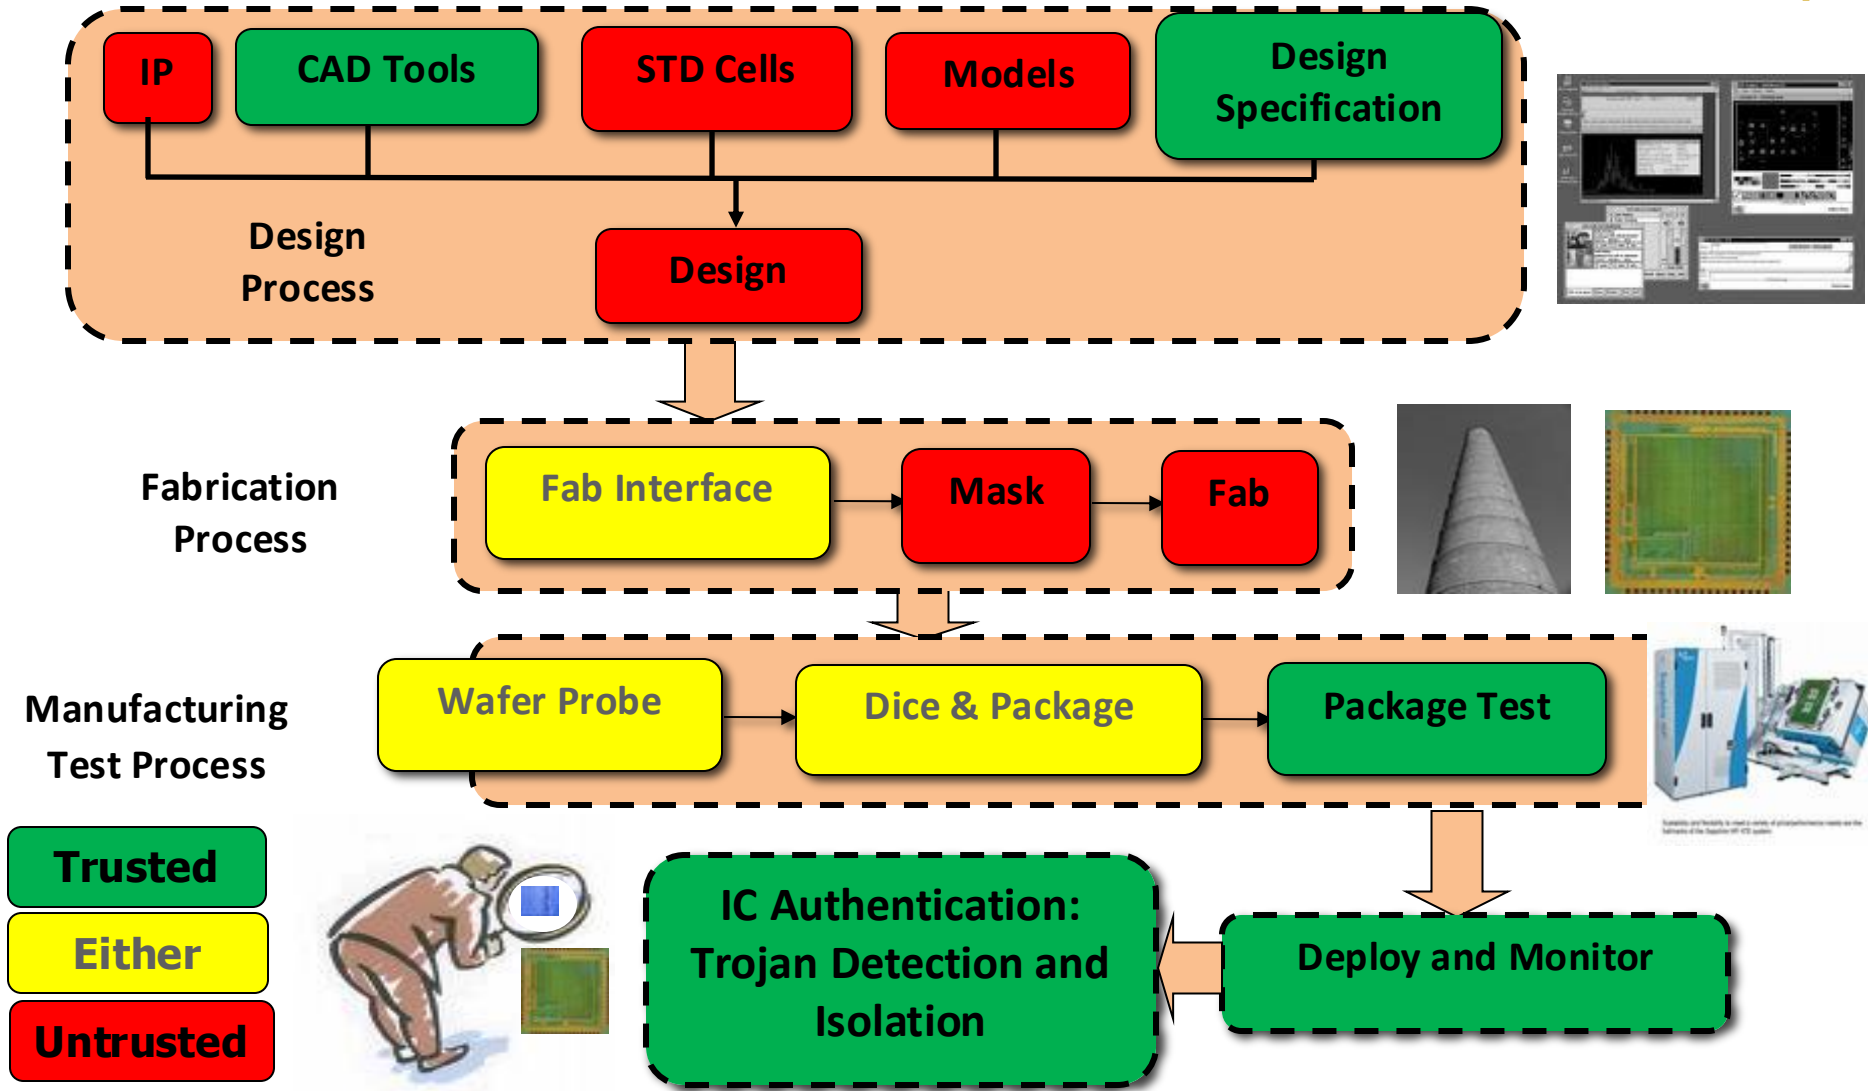 IP
CAD Tools
STD Cells
Models
Design
Specification
Design
Process
Design
Fabrication
Process
Fab Interface
Mask
Fab
Manufacturing
Test Process
Wafer Probe
Dice & Package
Package Test
Trusted
Either
Untrusted
IC Authentication:
Trojan Detection and
Isolation
Deploy and Monitor